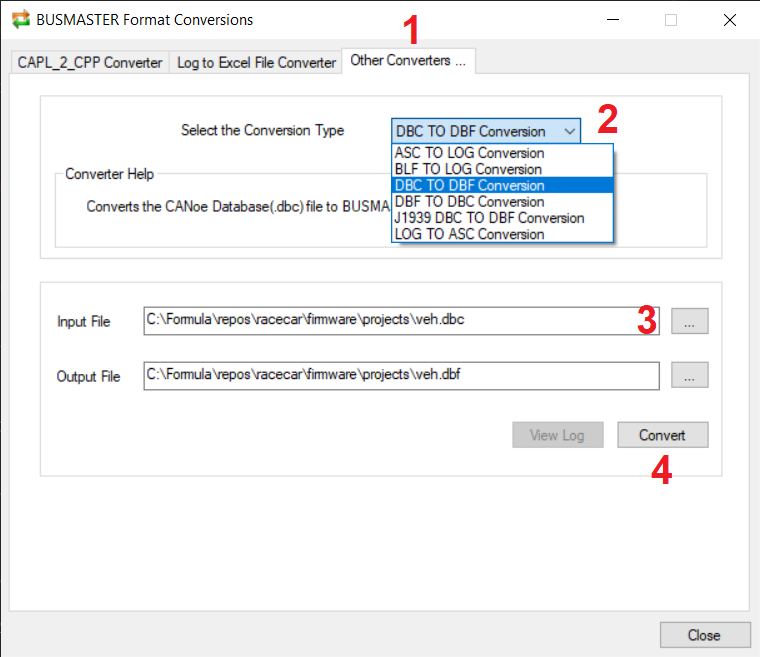 BUSMASTER Format Conversions
1
CAPL_2_CPP Converter
Log to Excel File Converter
Other Converters ...
Select the Conversion Type
DBC TO DBF Conversion
2
ASC TO LOG Conversion
BLF TO LOG Conversion
DBC TO DBF Conversion
DBF TO DBC Conversion
J1939 DBC TO DBF Conversion
LOG TO ASC Conversion
Converter Help
Converts the CANoe Database(.dbc) file to BUSMA
Input File
C:\Formula\repos\racecar\firmware\projects\veh.dbc
3
...
Output File
C:\Formula\repos\racecar\firmware\projects\veh.dbf
...
View Log
Convert
4
Close